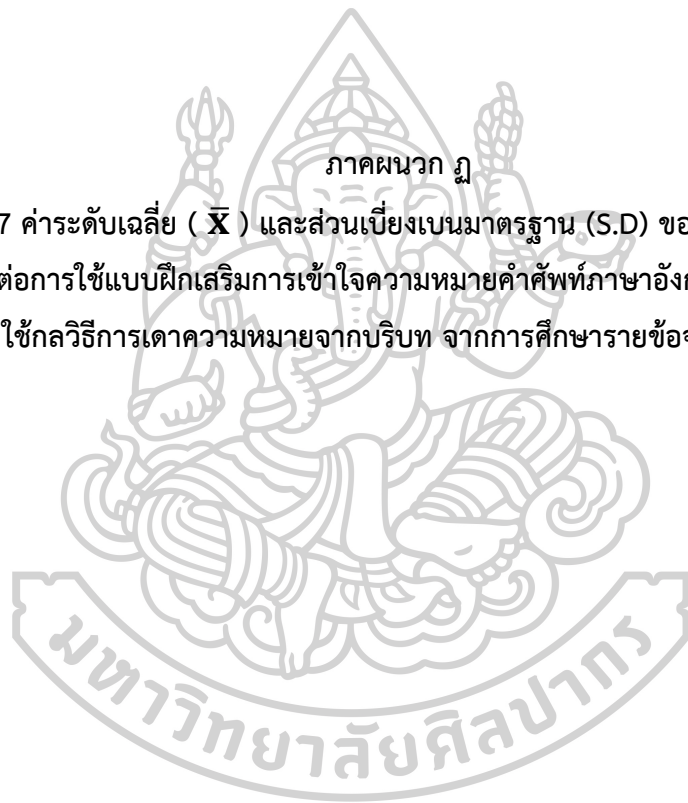 ภาคผนวก ฏ
7 ค่าระดับเฉลี่ย ( X̄ ) และส่วนเบี่ยงเบนมาตรฐาน (S.D)
ต่อการใช้แบบฝึกเสริมการเข้าใจความหมายคำศัพท์ภาษาอังก
ใช้กลวิธีการเดาความหมายจากบริบท จากการศึกษารายข้อ
มหาวิทยาลัยศิลปากร